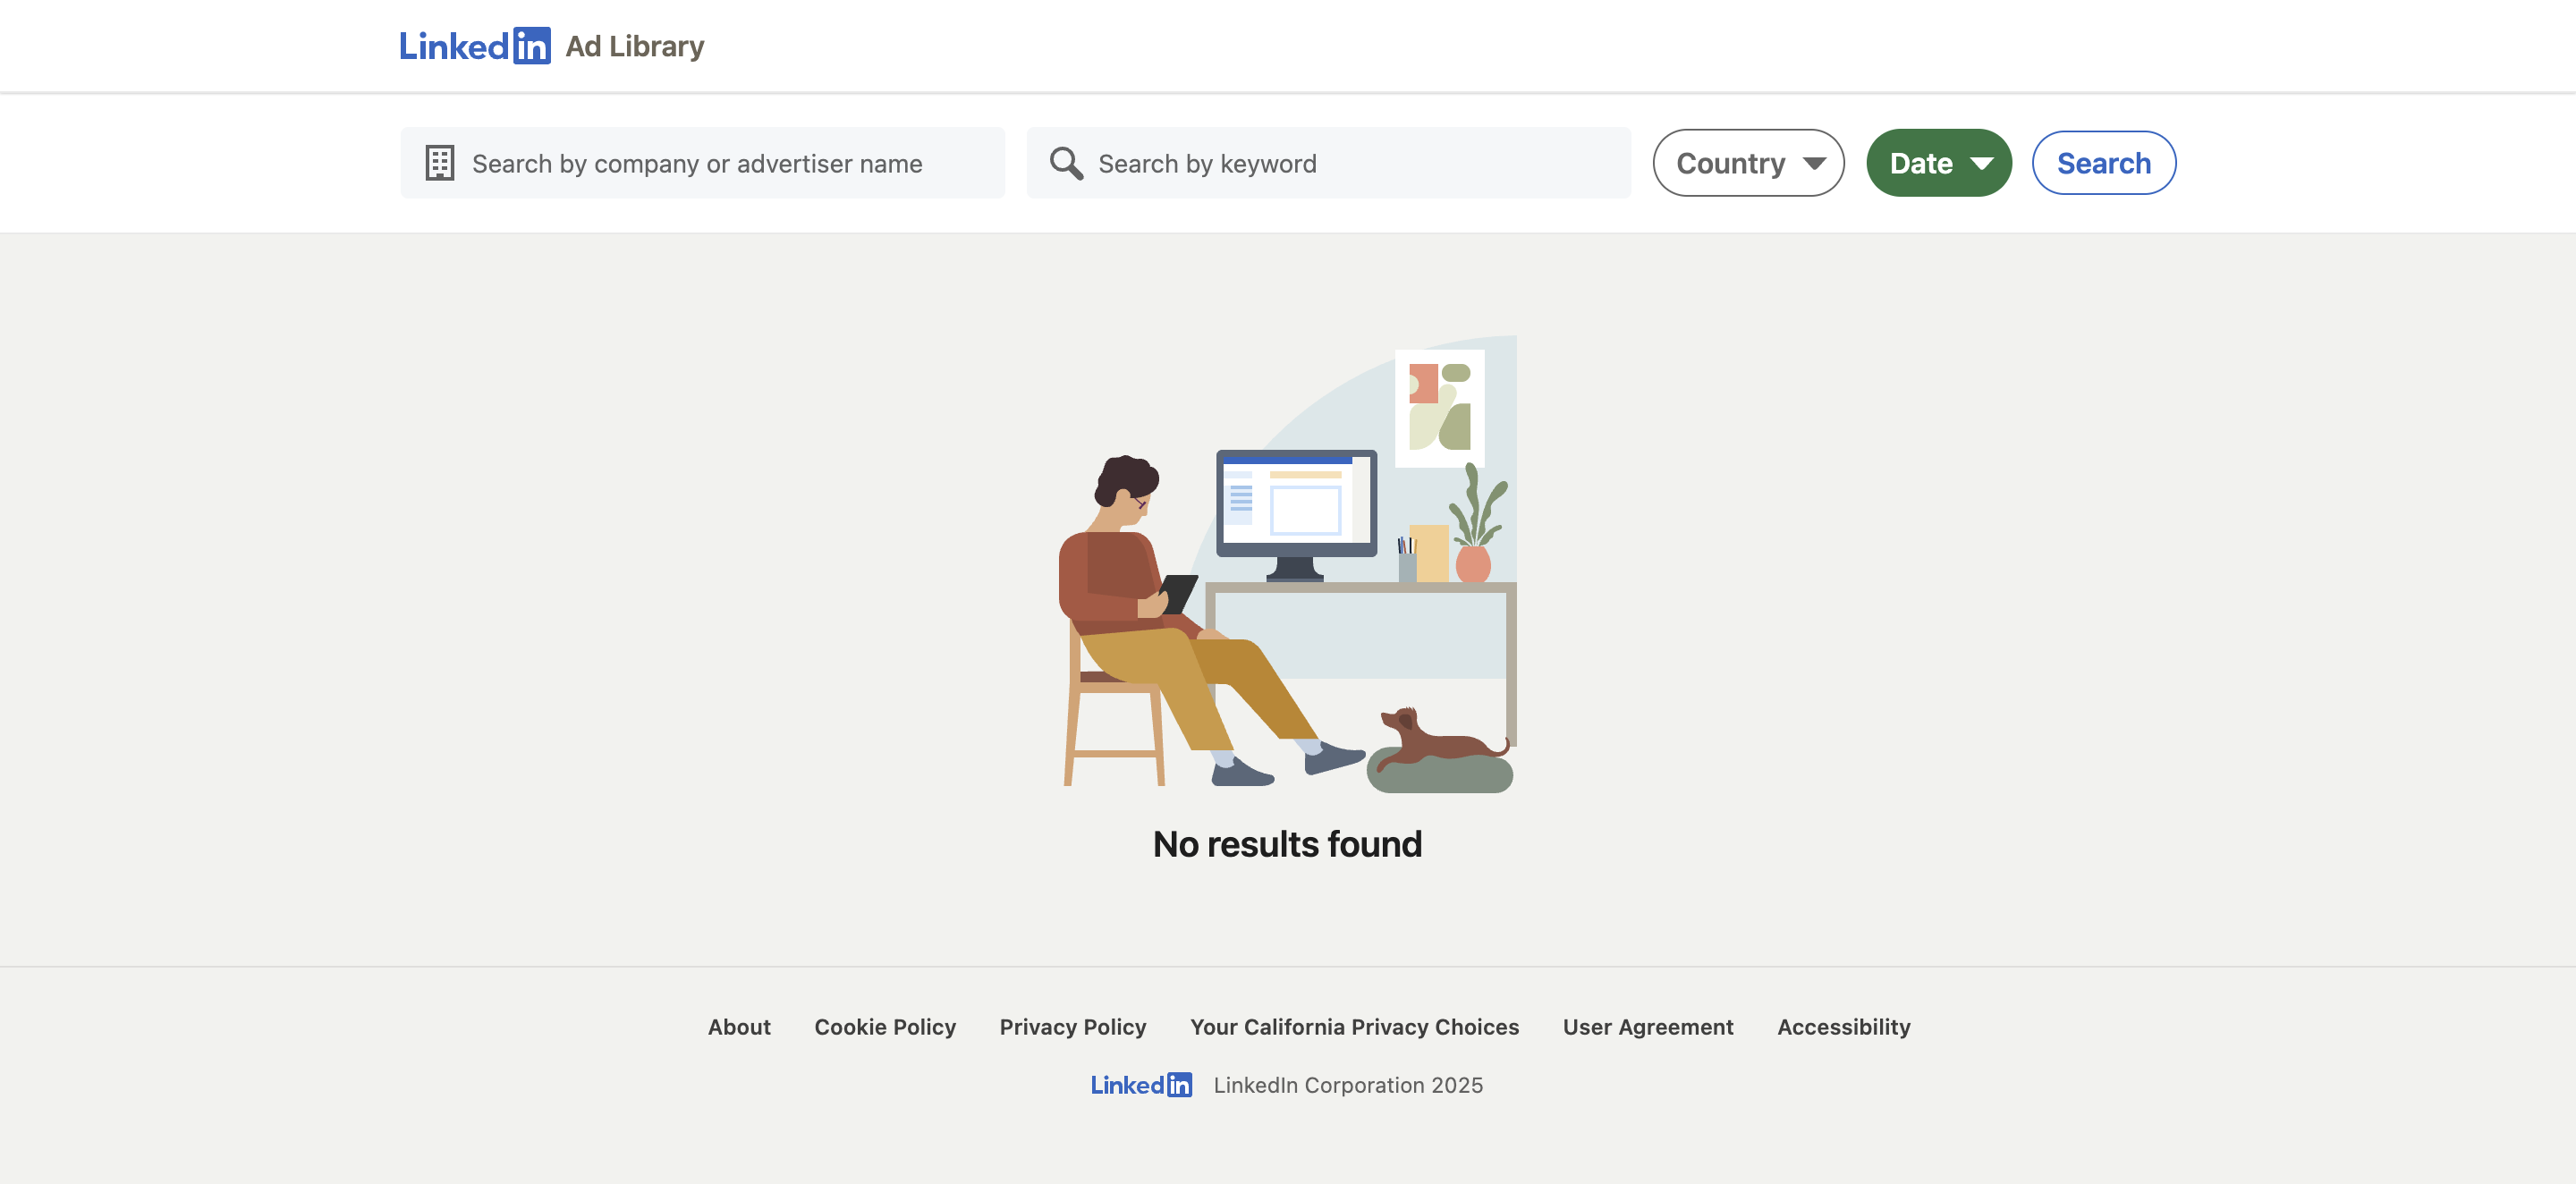 LinkedIn Ad Library
Search by company or advertiser name
Search by keyword
Country
Date
Search
No results found
About Cookie Policy Privacy Policy Your California Privacy Choices User Agreement Accessibility
LinkedIn LinkedIn Corporation 2025